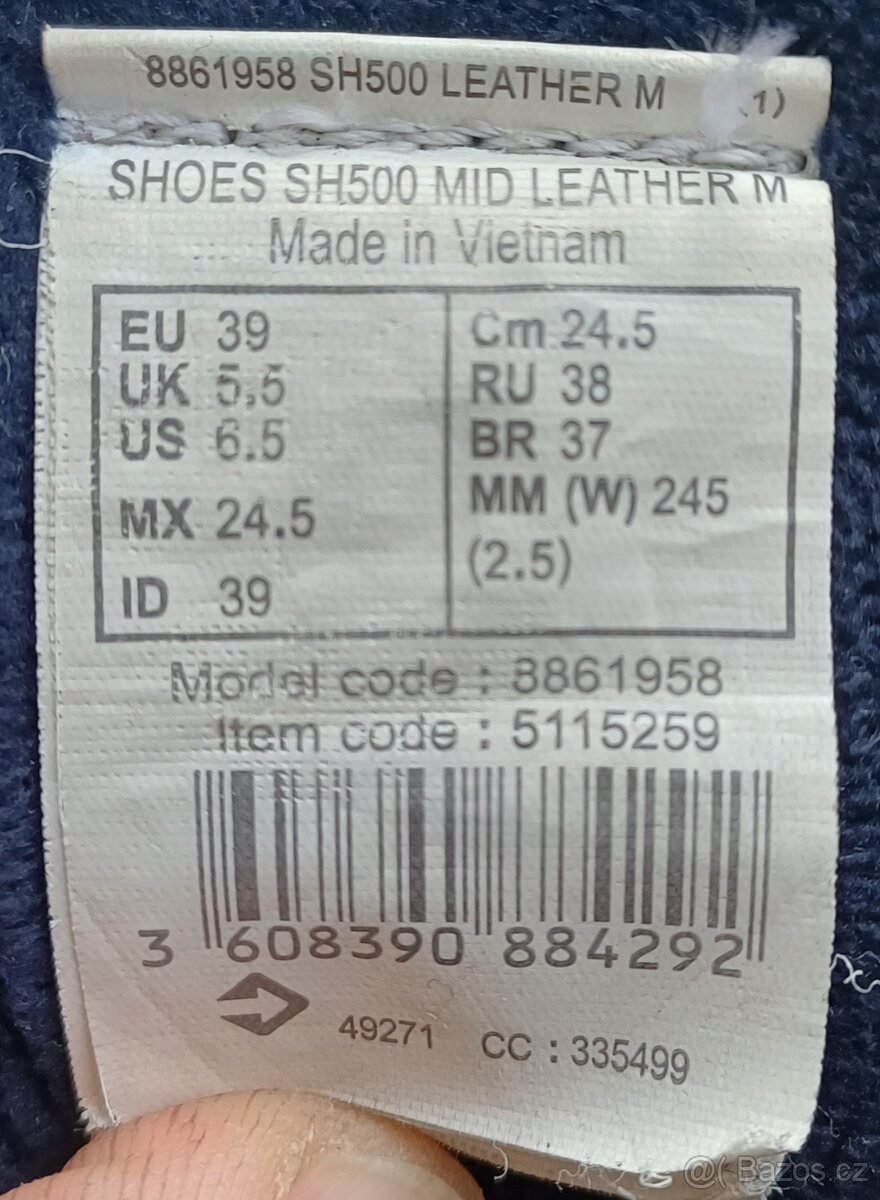 8861958 SH500 LEATHER M 1)
SHOES SH500 MID LEATHER M
Made in Vietnam
EU 39
UK 5.5
US 6.5
MX 24.5
ID 39
Cm 24.5
RU 38
BR 37
MM (W) 245
(2.5)
Model code : 8861958
Item code : 5115259
3 608390 884292
49271 CC : 335499
@( Bazos.cz